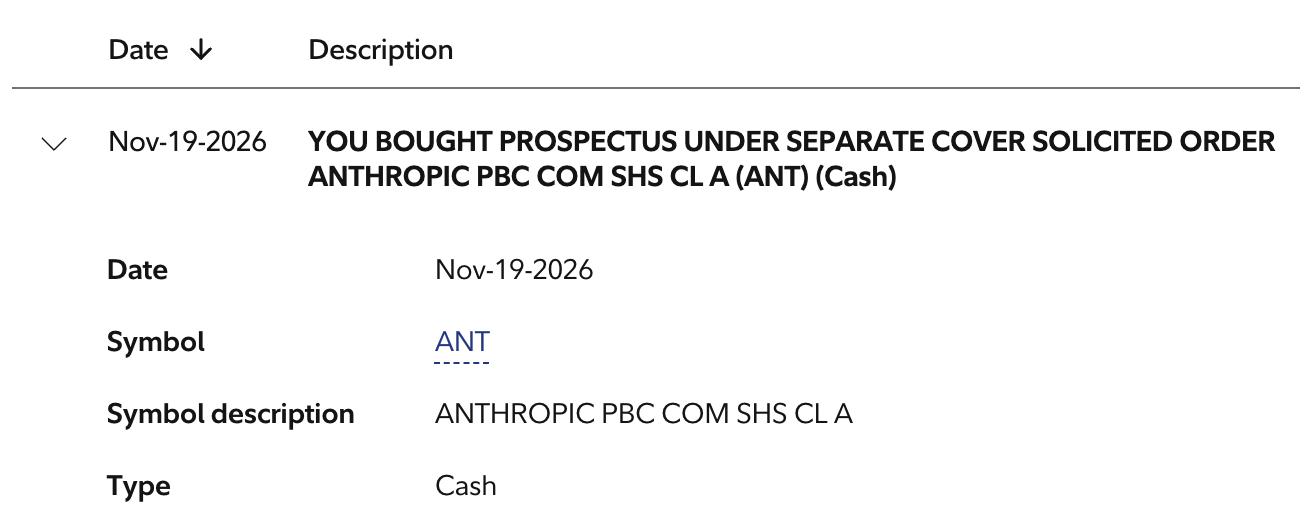 Date ↓ Description
Nov-19-2026 YOU BOUGHT PROSPECTUS UNDER SEPARATE COVER SOLICITED ORDER
ANTHROPIC PBC COM SHS CL A (ANT) (Cash)
Date Nov-19-2026
Symbol ANT
Symbol description ANTHROPIC PBC COM SHS CL A
Type Cash